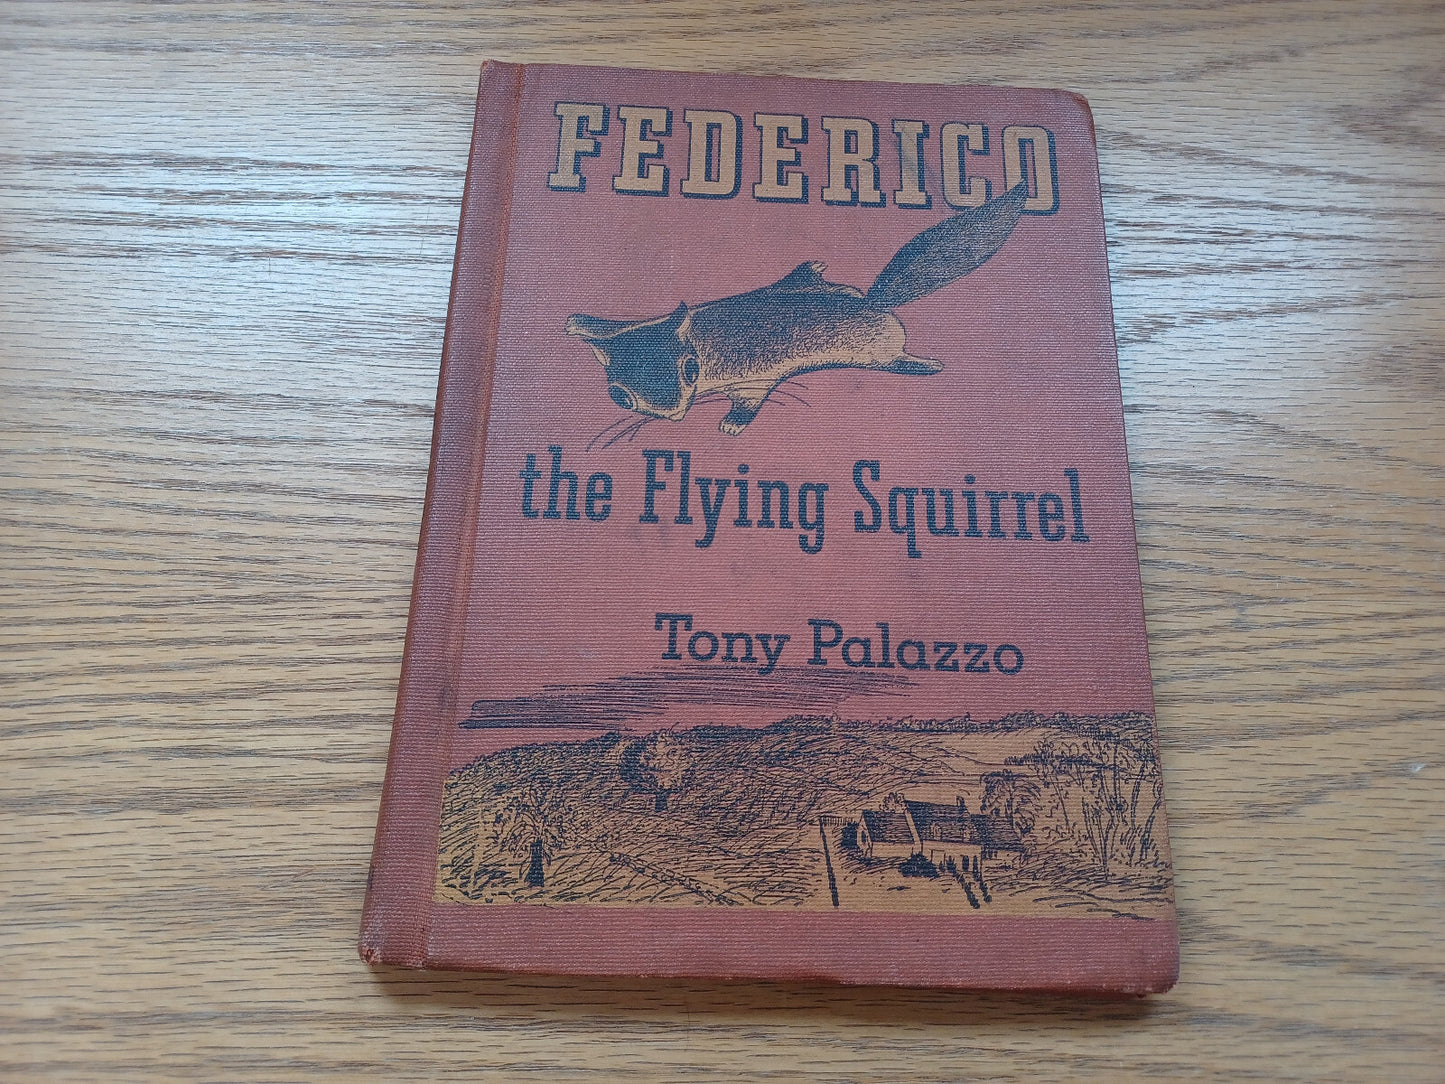 FEDERICO
the Flying Squirrel
Tony Palazzo